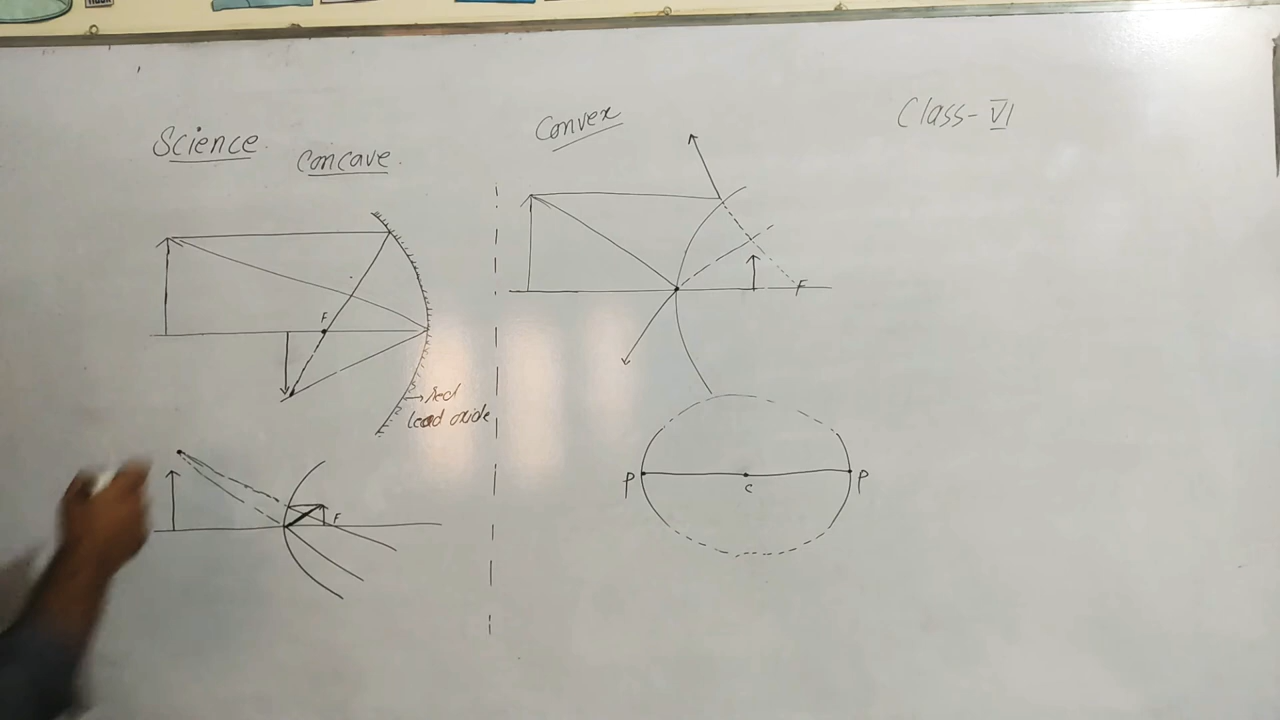 Science
Concave.
Convex
Class-VI
F
→ Red
lead oxide
F
F
P
C
P